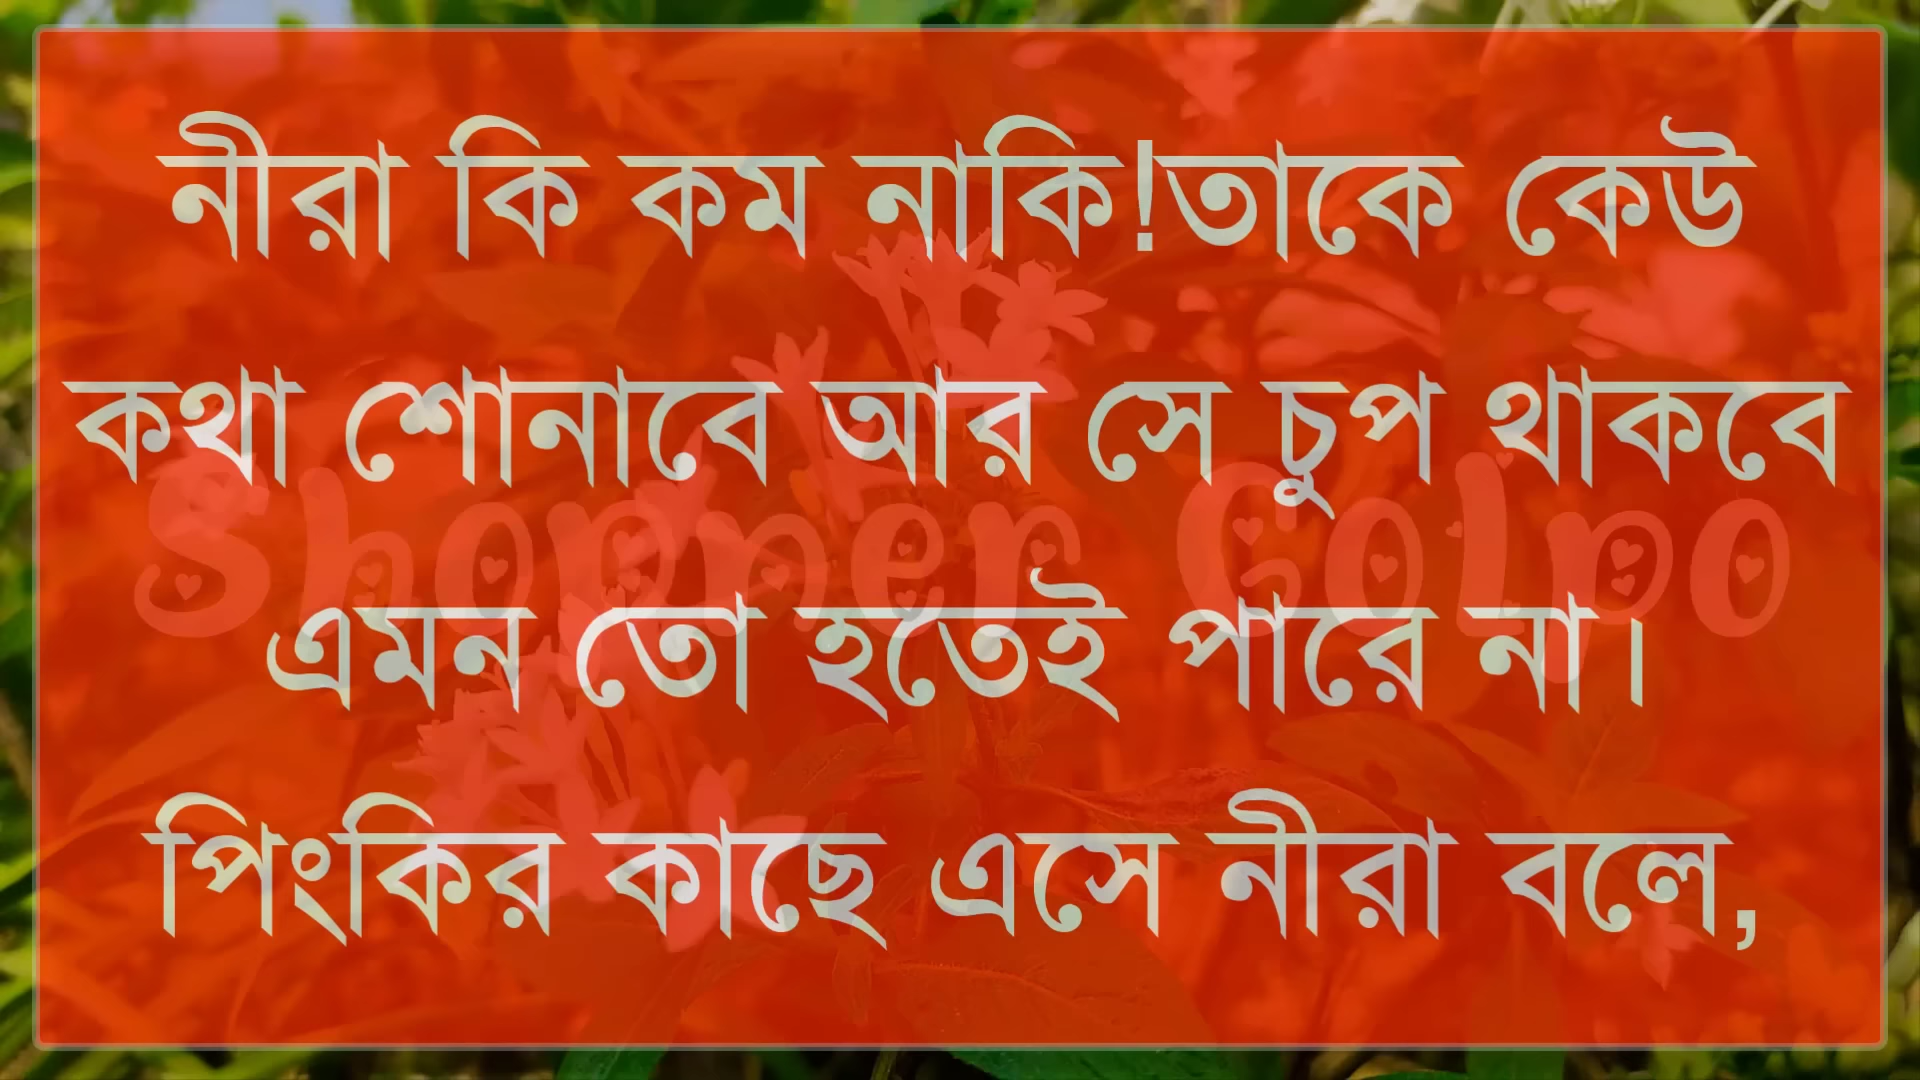 নীরা কি কম নাকি!তাকে কেউ
কথা শোনাবে আর সে চুপ থাকবে
Shopner Golpo
এমন তো হতেই পারে না।
পিংকির কাছে এসে নীরা বলে,